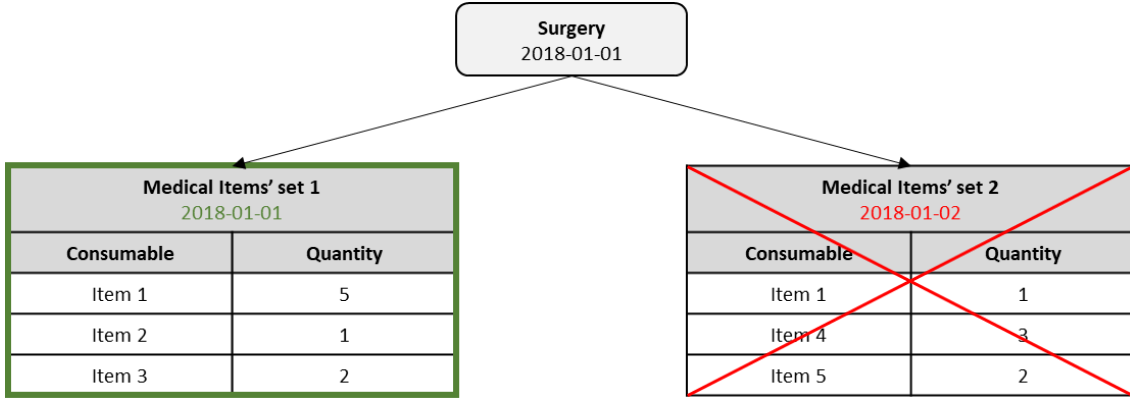 Surgery
2018-01-01
Medical Items’ set 1
2018-01-01
Consumable Quantity
Item 1 5
Item 2 1
Item 3 2
Medical Items’ set 2
2018-01-02
Consumable Quantity
Item 1 1
Item 4 3
Item 5 2